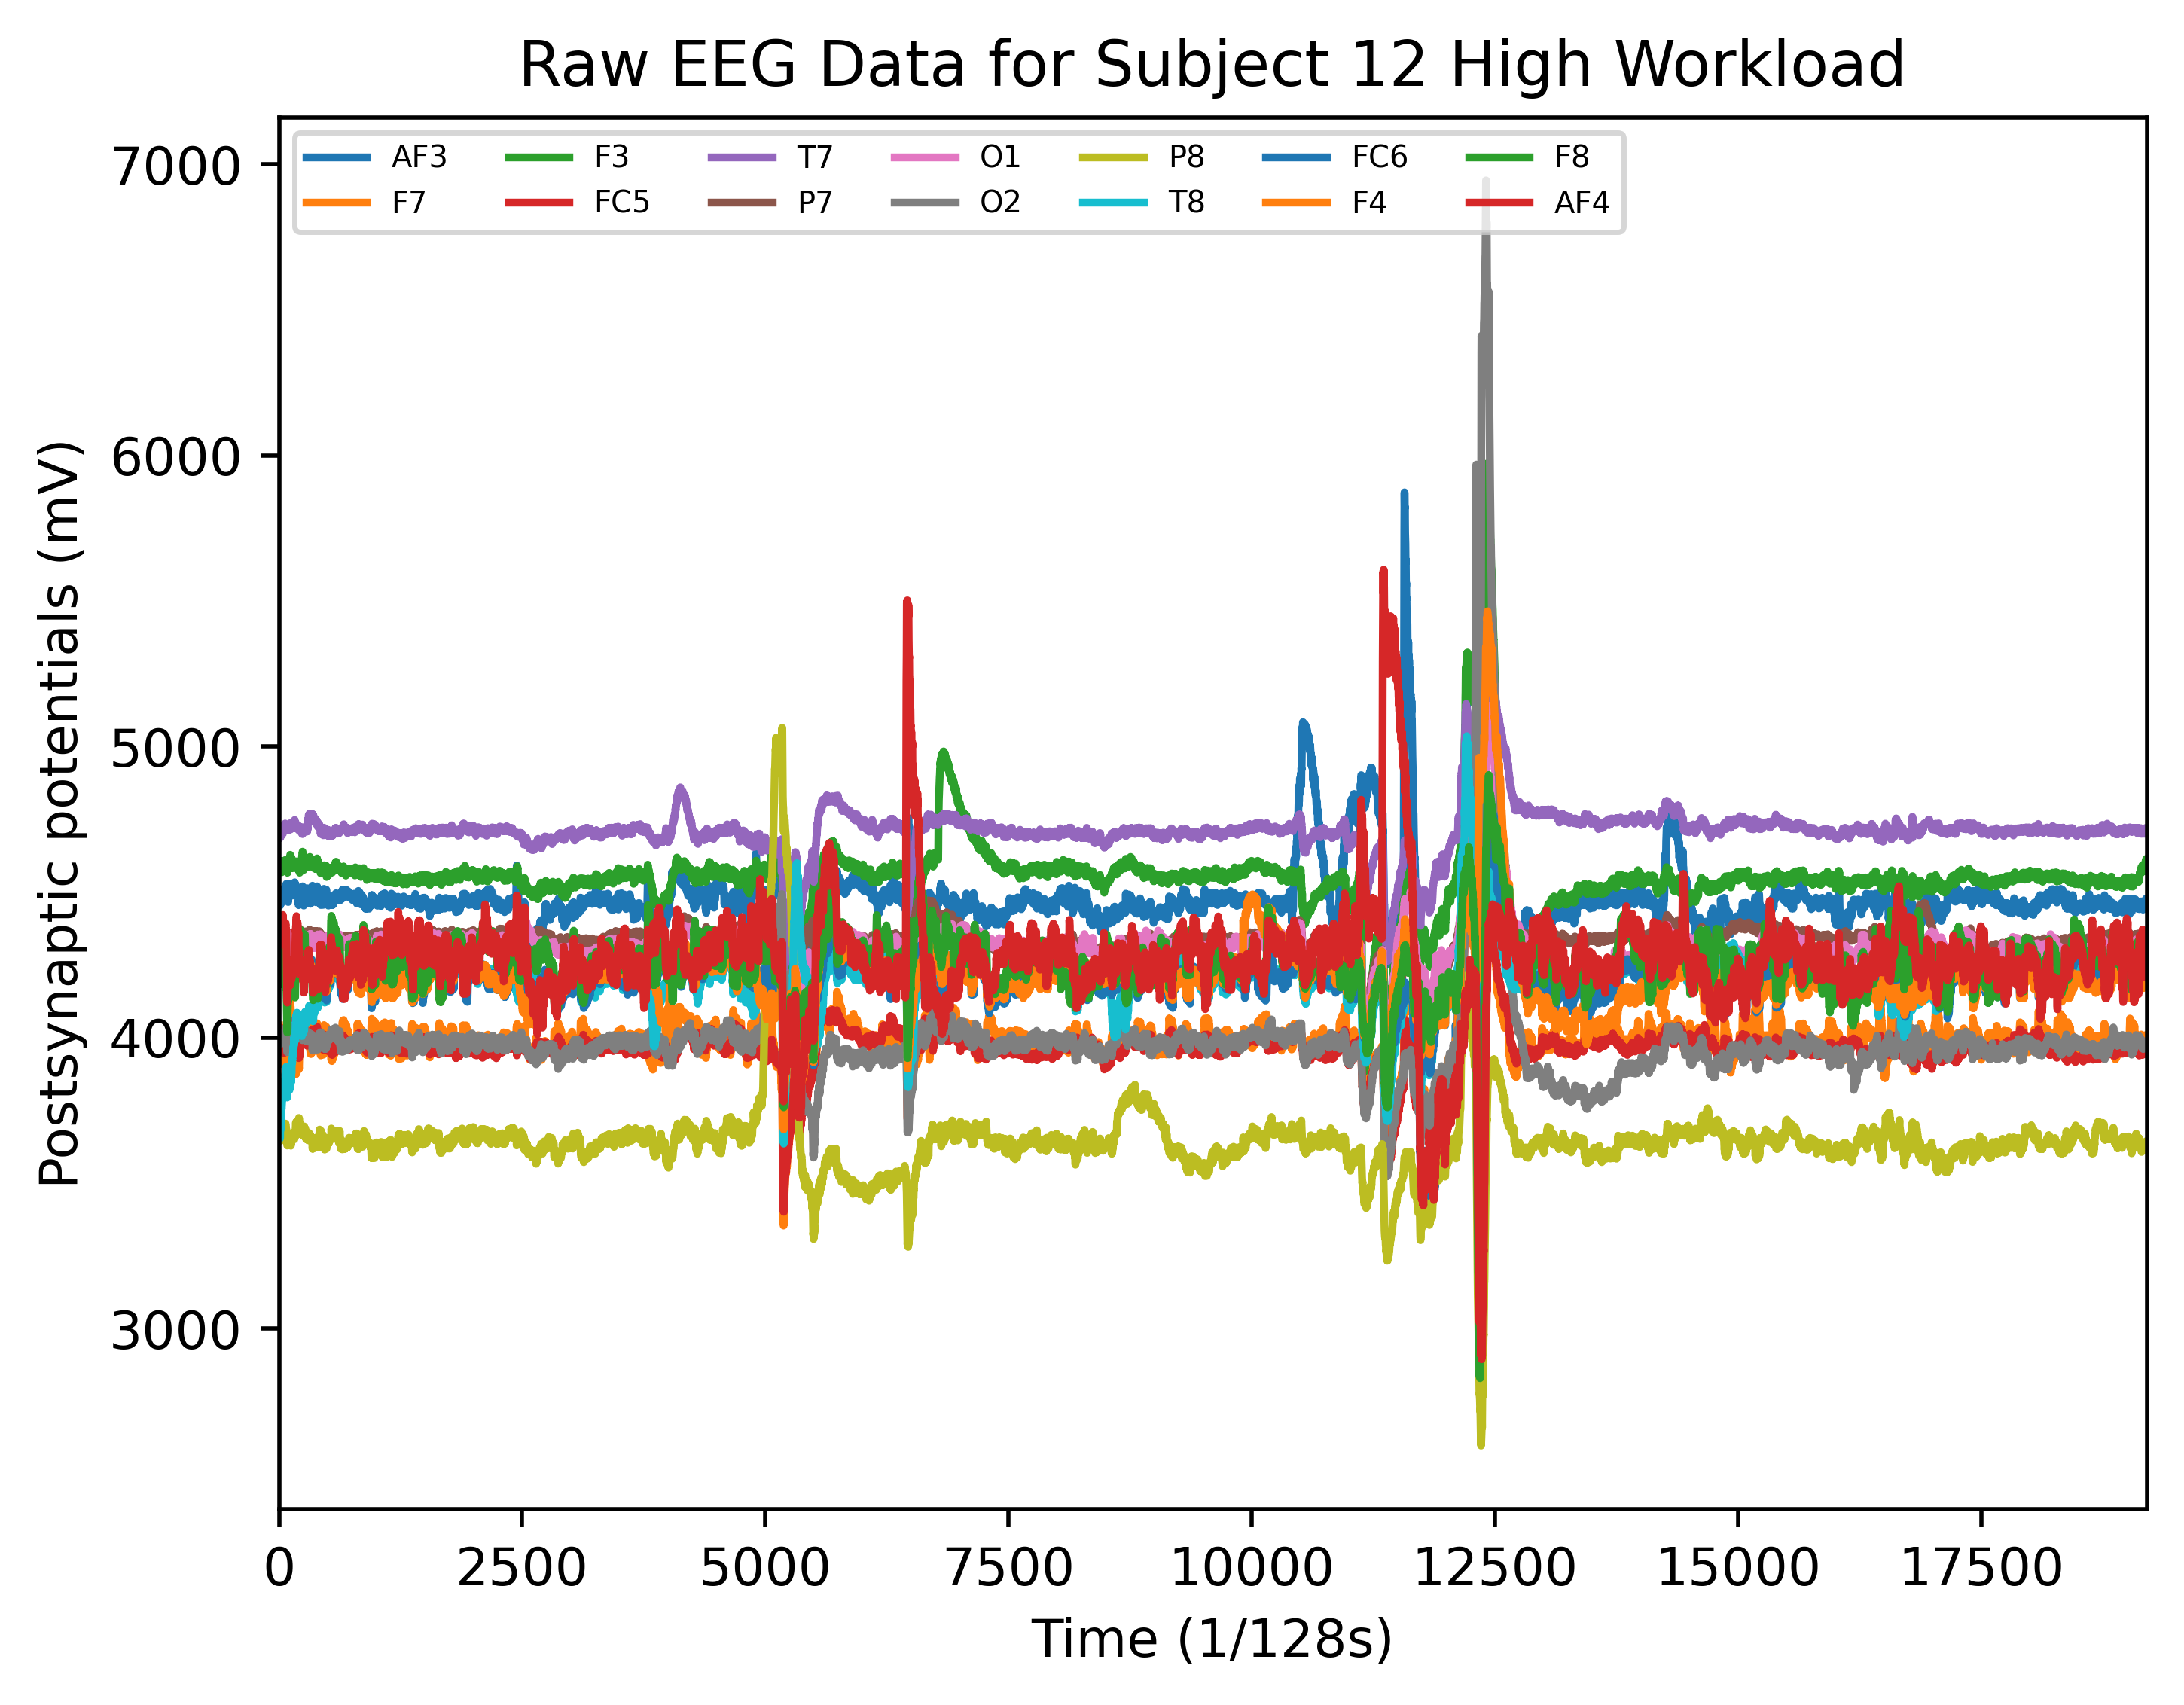 Raw EEG Data for Subject 12 High Workload
AF3 F3 T7 O1 P8 FC6 F8
F7 FC5 P7 O2 T8 F4 AF4
7000
6000
5000
4000
3000
Postsynaptic potentials (mV)
0 2500 5000 7500 10000 12500 15000 17500
Time (1/128s)